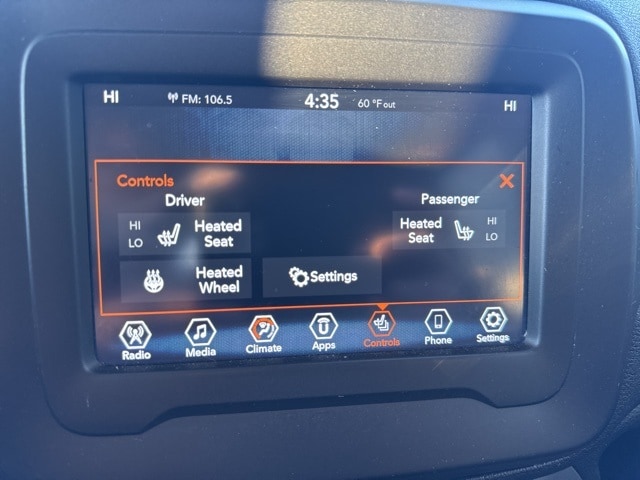 HI FM: 106.5 4:35 60 °F out HI
Controls
Driver Passenger
HI Heated Heated HI
LO Seat Seat LO
Heated
Wheel Settings
Radio Media Climate Apps Controls Phone Settings